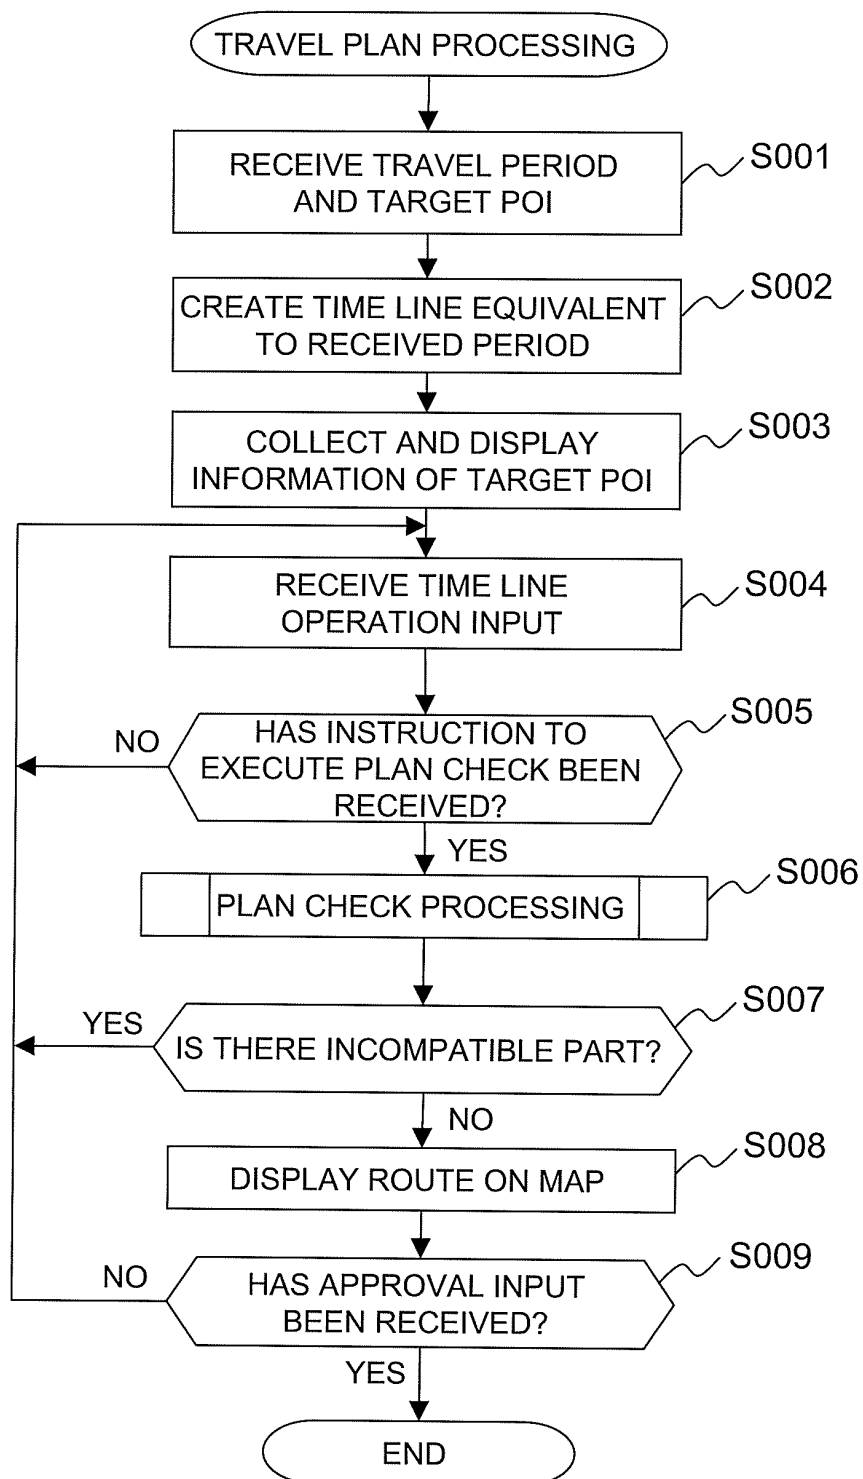 TRAVEL PLAN PROCESSING
RECEIVE TRAVEL PERIOD
AND TARGET POI
S001
CREATE TIME LINE EQUIVALENT
TO RECEIVED PERIOD
S002
COLLECT AND DISPLAY
INFORMATION OF TARGET POI
S003
RECEIVE TIME LINE
OPERATION INPUT
S004
HAS INSTRUCTION TO
EXECUTE PLAN CHECK BEEN
RECEIVED?
S005
NO
YES
PLAN CHECK PROCESSING
S006
IS THERE INCOMPATIBLE PART?
S007
YES
NO
DISPLAY ROUTE ON MAP
S008
HAS APPROVAL INPUT
BEEN RECEIVED?
S009
NO
YES
END